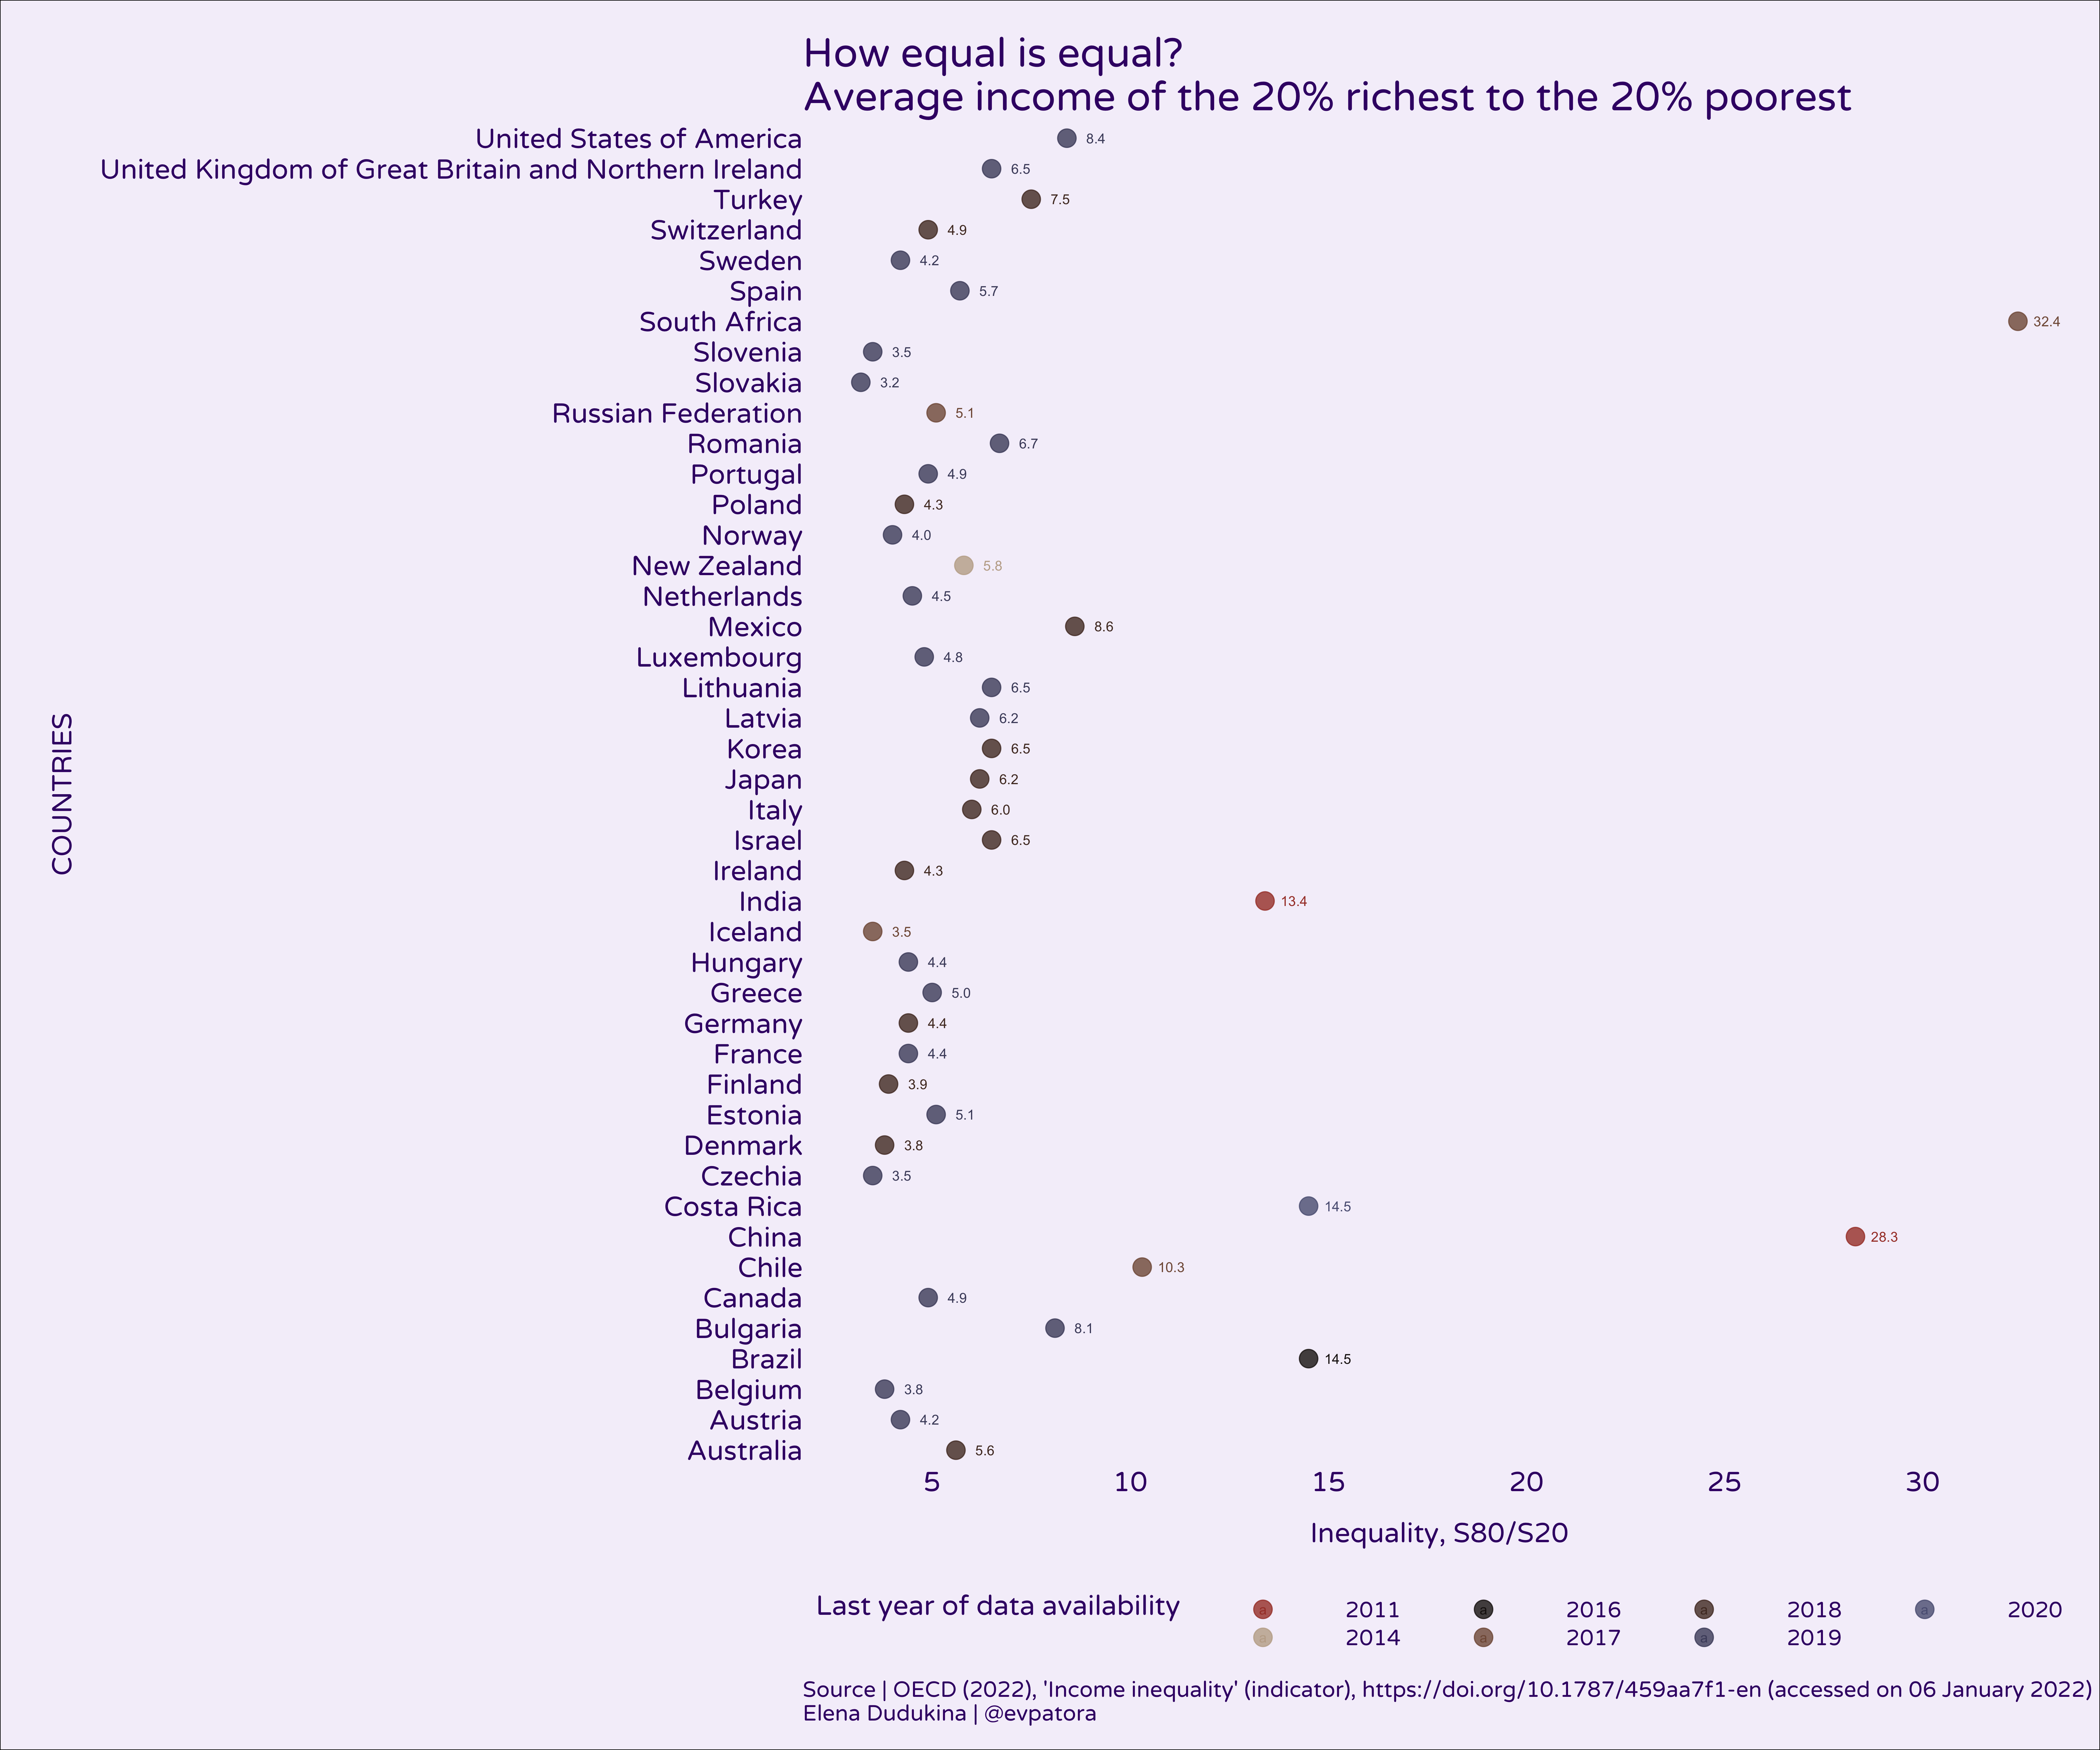 How equal is equal?
Average income of the 20% richest to the 20% poorest
United States of America 8.4
United Kingdom of Great Britain and Northern Ireland 6.5
Turkey 7.5
Switzerland 4.9
Sweden 4.2
Spain 5.7
South Africa 32.4
Slovenia 3.5
Slovakia 3.2
Russian Federation 5.1
Romania 6.7
Portugal 4.9
Poland 4.3
Norway 4.0
New Zealand 5.8
Netherlands 4.5
Mexico 8.6
Luxembourg 4.8
Lithuania 6.5
Latvia 6.2
Korea 6.5
Japan 6.2
Italy 6.0
Israel 6.5
Ireland 4.3
India 13.4
Iceland 3.5
Hungary 4.4
Greece 5.0
Germany 4.4
France 4.4
Finland 3.9
Estonia 5.1
Denmark 3.8
Czechia 3.5
Costa Rica 14.5
China 28.3
Chile 10.3
Canada 4.9
Bulgaria 8.1
Brazil 14.5
Belgium 3.8
Austria 4.2
Australia 5.6
COUNTRIES
5 10 15 20 25 30
Inequality, S80/S20
Last year of data availability
a 2011 a 2016 a 2018 a 2020
a 2014 a 2017 a 2019
Source | OECD (2022), 'Income inequality' (indicator), https://doi.org/10.1787/459aa7f1-en (accessed on 06 January 2022)
Elena Dudukina | @evpatora